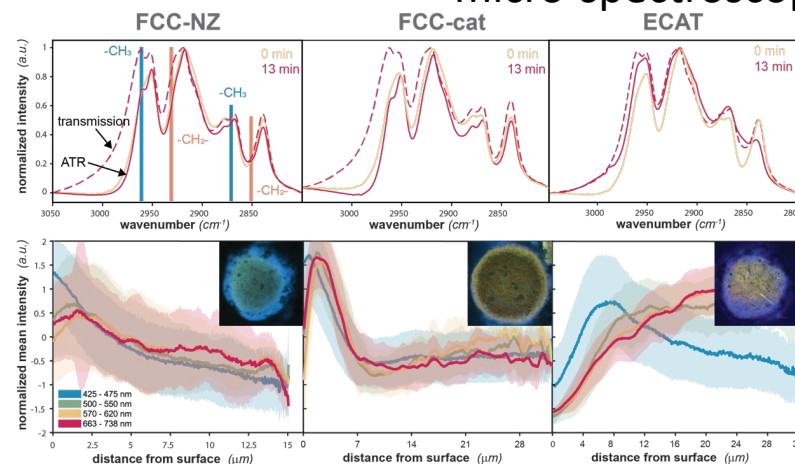 FCC-NZ
FCC-cat
ECAT
normalized intensity (a.u.)
1
0.8
0.6
0.4
0.2
0
-CH₃
0 min
13 min
-CH₃
transmission
-CH₂-
ATR
-CH₂-
3050 3000 2950 2900 2850
wavenumber (cm⁻¹)
0 min
13 min
3000 2950 2900 2850
wavenumber (cm⁻¹)
0 min
13 min
3000 2950 2900 2850
wavenumber (cm⁻¹)
normalized mean intensity (a.u.)
2
1.5
1
0.5
0
-0.5
-1
-1.5
-2
425 - 475 nm
500 - 550 nm
570 - 620 nm
663 - 738 nm
0 2.5 5 7.5 10 12.5 15
distance from surface (μm)
0 7 14 21 28
distance from surface (μm)
0 4 8 12 16 20 24 28
distance from surface (μm)